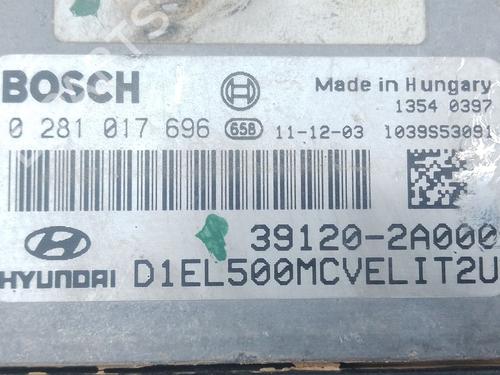 BOSCH
Made in Hungary
1354 0397
0 281 017 696 658 11-12-03 1039S53091
39120-2A000
HYUNDAI D1EL500MCVELIT2U